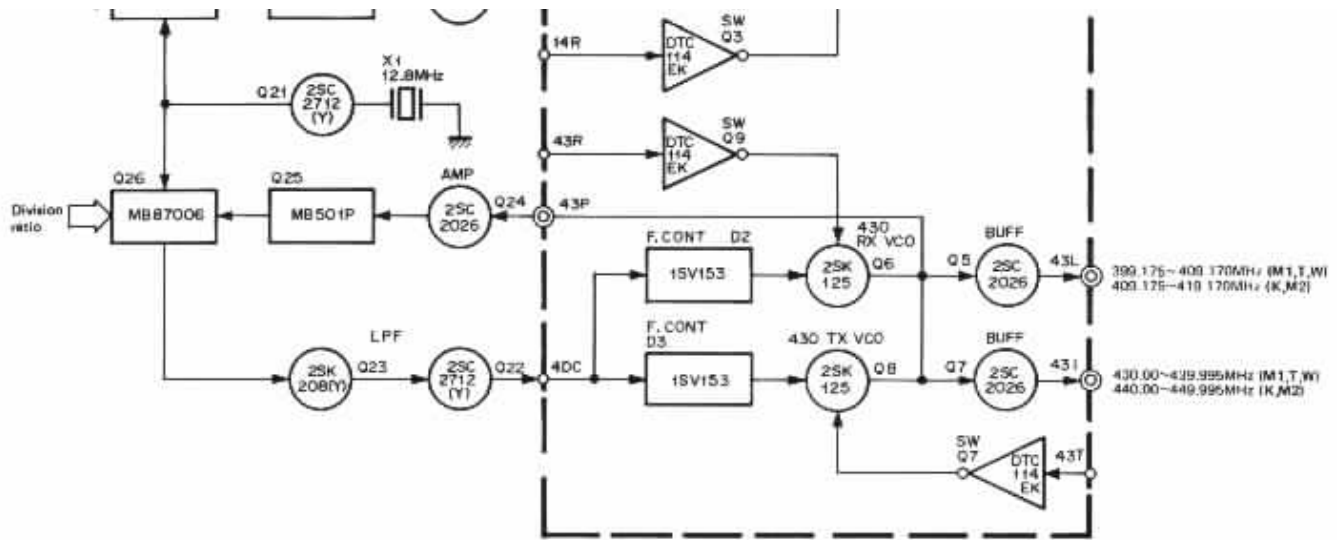 SW
Q3
14R
DTC
114
EK
X1
12.8MHz
Q21
2SC
2712
(Y)
SW
Q9
43R
DTC
114
EK
Q26
Q25
AMP
Q24
43P
Division
ratio
MB87006
MB501P
2SC
2026
F.CONT D2
430
RX VCO
BUFF
1SV153
2SK
125
Q6
Q5
2SC
2026
43L
399.175~409.170MHz (M1,T,W)
409.175~419.170MHz (K,M2)
LPF
F.CONT
D3
430 TX VCO
BUFF
2SK
208(Y)
Q23
2SC
2712
(Y)
Q22
4DC
1SV153
2SK
125
Q8
Q7
2SC
2026
43I
430.00~439.995MHz (M1,T,W)
440.00~449.995MHz (K,M2)
SW
Q7
DTC
114
EK
43T